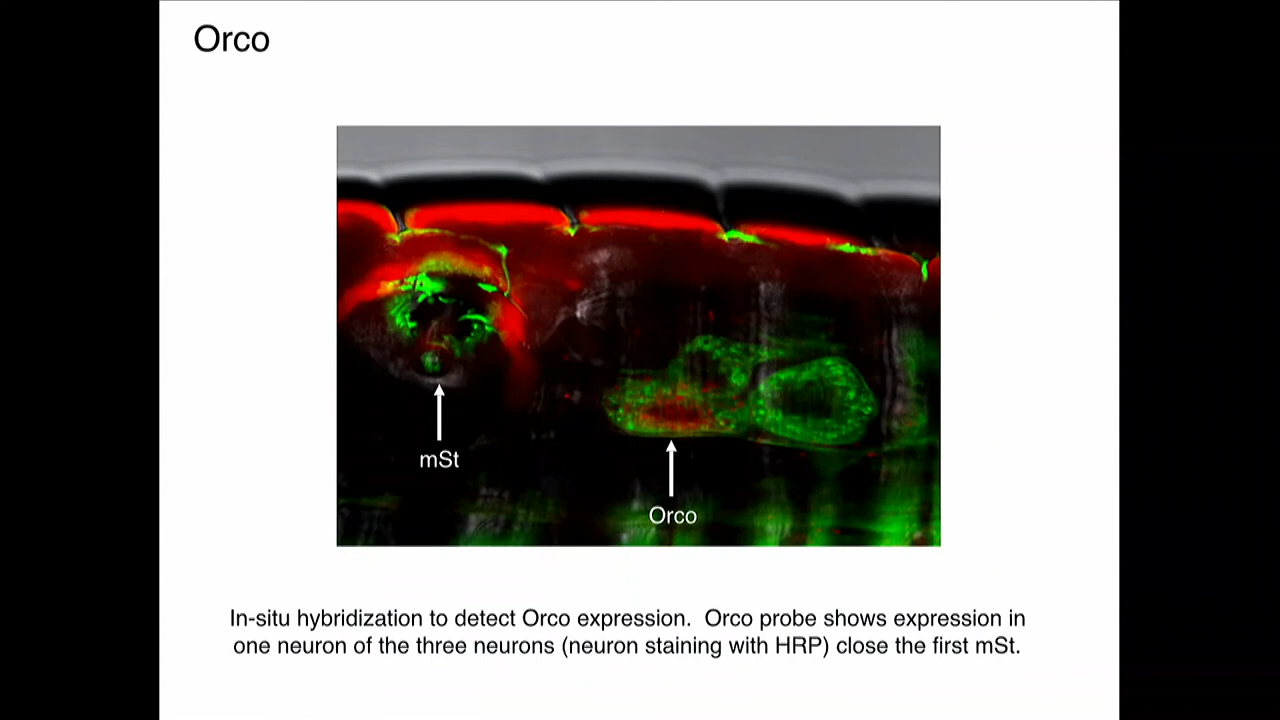 Orco
mSt
Orco
In-situ hybridization to detect Orco expression.  Orco probe shows expression in
one neuron of the three neurons (neuron staining with HRP) close the first mSt.